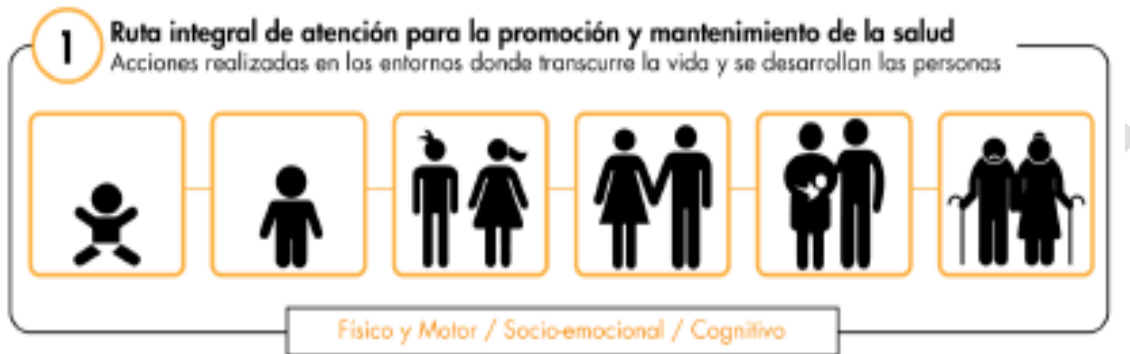 1
Ruta integral de atención para la promoción y mantenimiento de la salud
Acciones realizadas en los entornos donde transcurre la vida y se desarrollan las personas
Físico y Motor / Socio-emocional / Cognitivo